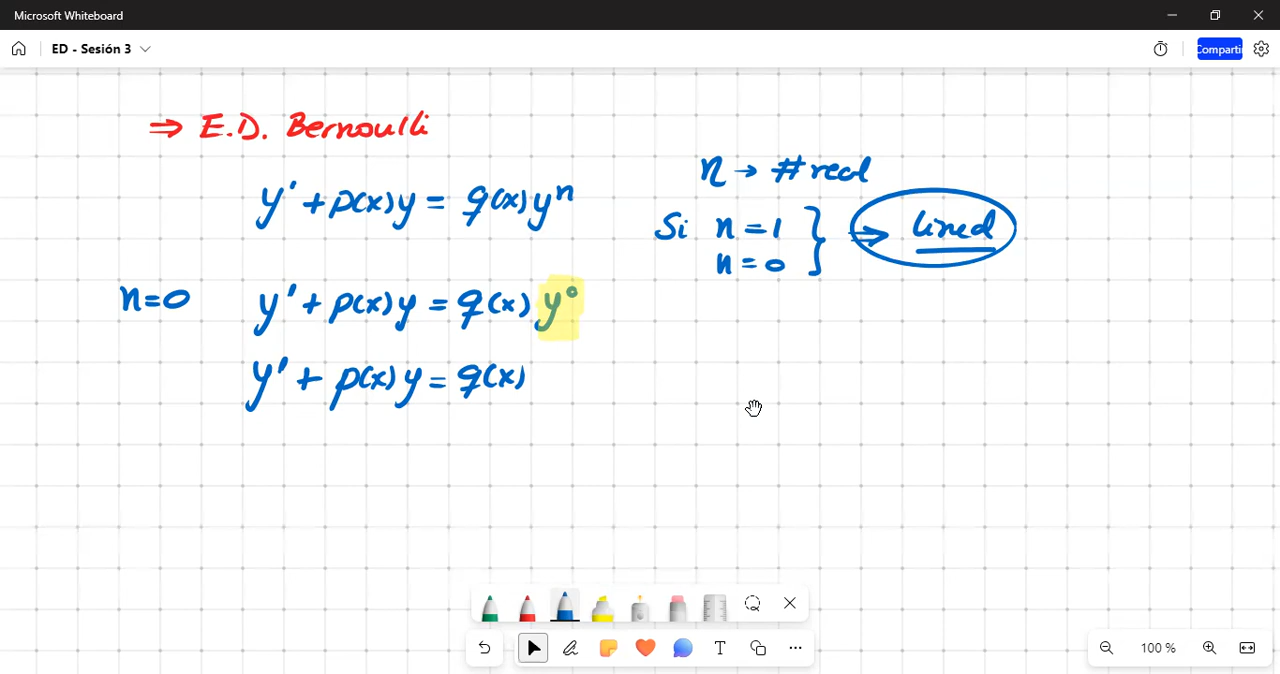 Microsoft Whiteboard
ED - Sesión 3
Comparti
⇒ E.D. Bernoulli
y' + p(x)y = q(x)yⁿ
n → #real
Si n = 1
n = 0 } ⇒ lineal
n=0 y' + p(x)y = q(x) y⁰
y' + p(x)y = q(x)
100 %